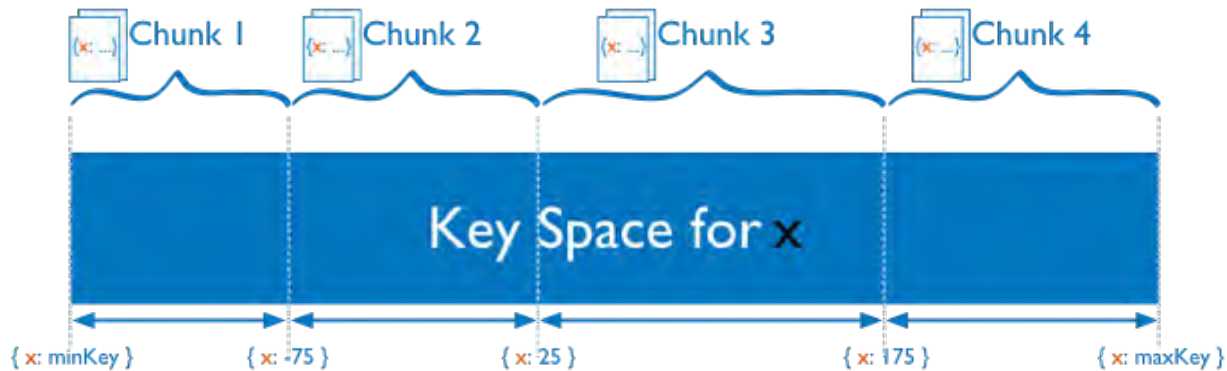 {x: ...} Chunk 1 {x: ...} Chunk 2 {x: ...} Chunk 3 {x: ...} Chunk 4
Key Space for x
{ x: minKey } { x: -75 } { x: 25 } { x: 175 } { x: maxKey }